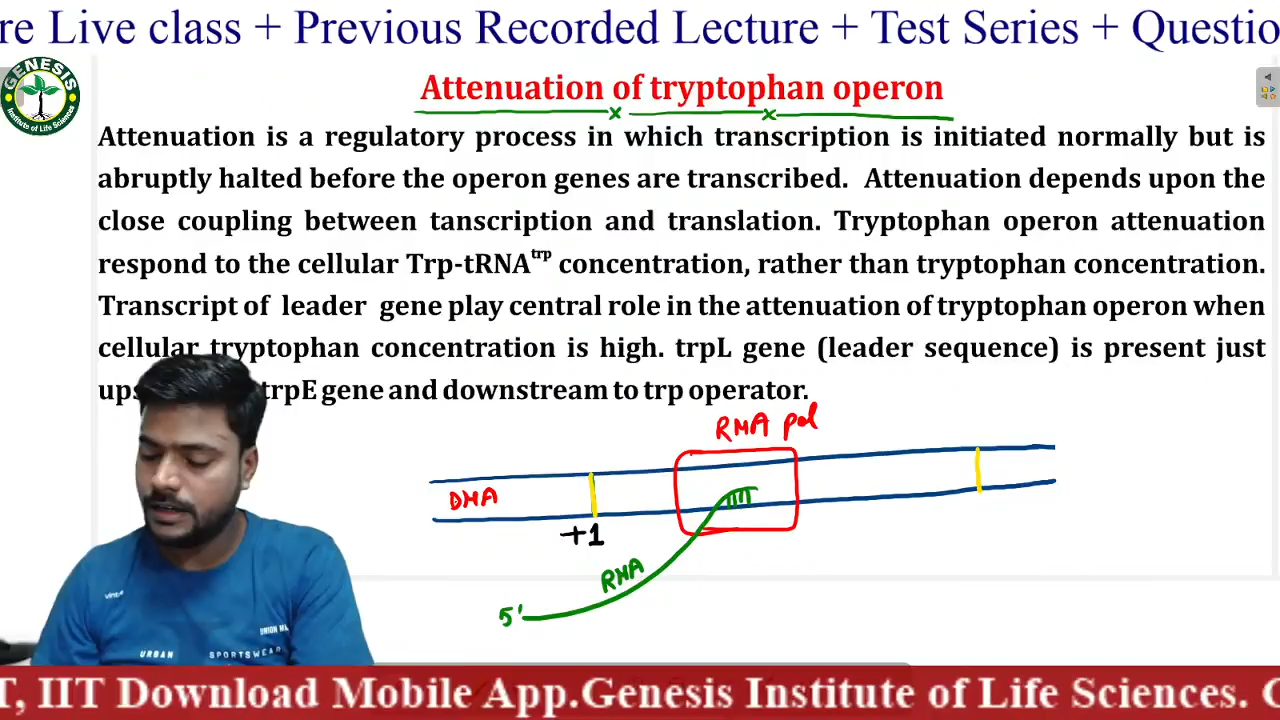 re Live class + Previous Recorded Lecture + Test Series + Questio
GENESIS
Institute of Life Sciences
Attenuation of tryptophan operon
Attenuation is a regulatory process in which transcription is initiated normally but is
abruptly halted before the operon genes are transcribed. Attenuation depends upon the
close coupling between tanscription and translation. Tryptophan operon attenuation
respond to the cellular Trp-tRNAtrp concentration, rather than tryptophan concentration.
Transcript of leader gene play central role in the attenuation of tryptophan operon when
cellular tryptophan concentration is high. trpL gene (leader sequence) is present just
ups trpE gene and downstream to trp operator.
RNA pol
DNA
+1
RNA
5'
UNION
URBAN SPORTSWEAR
T, IIT Download Mobile App.Genesis Institute of Life Sciences. C